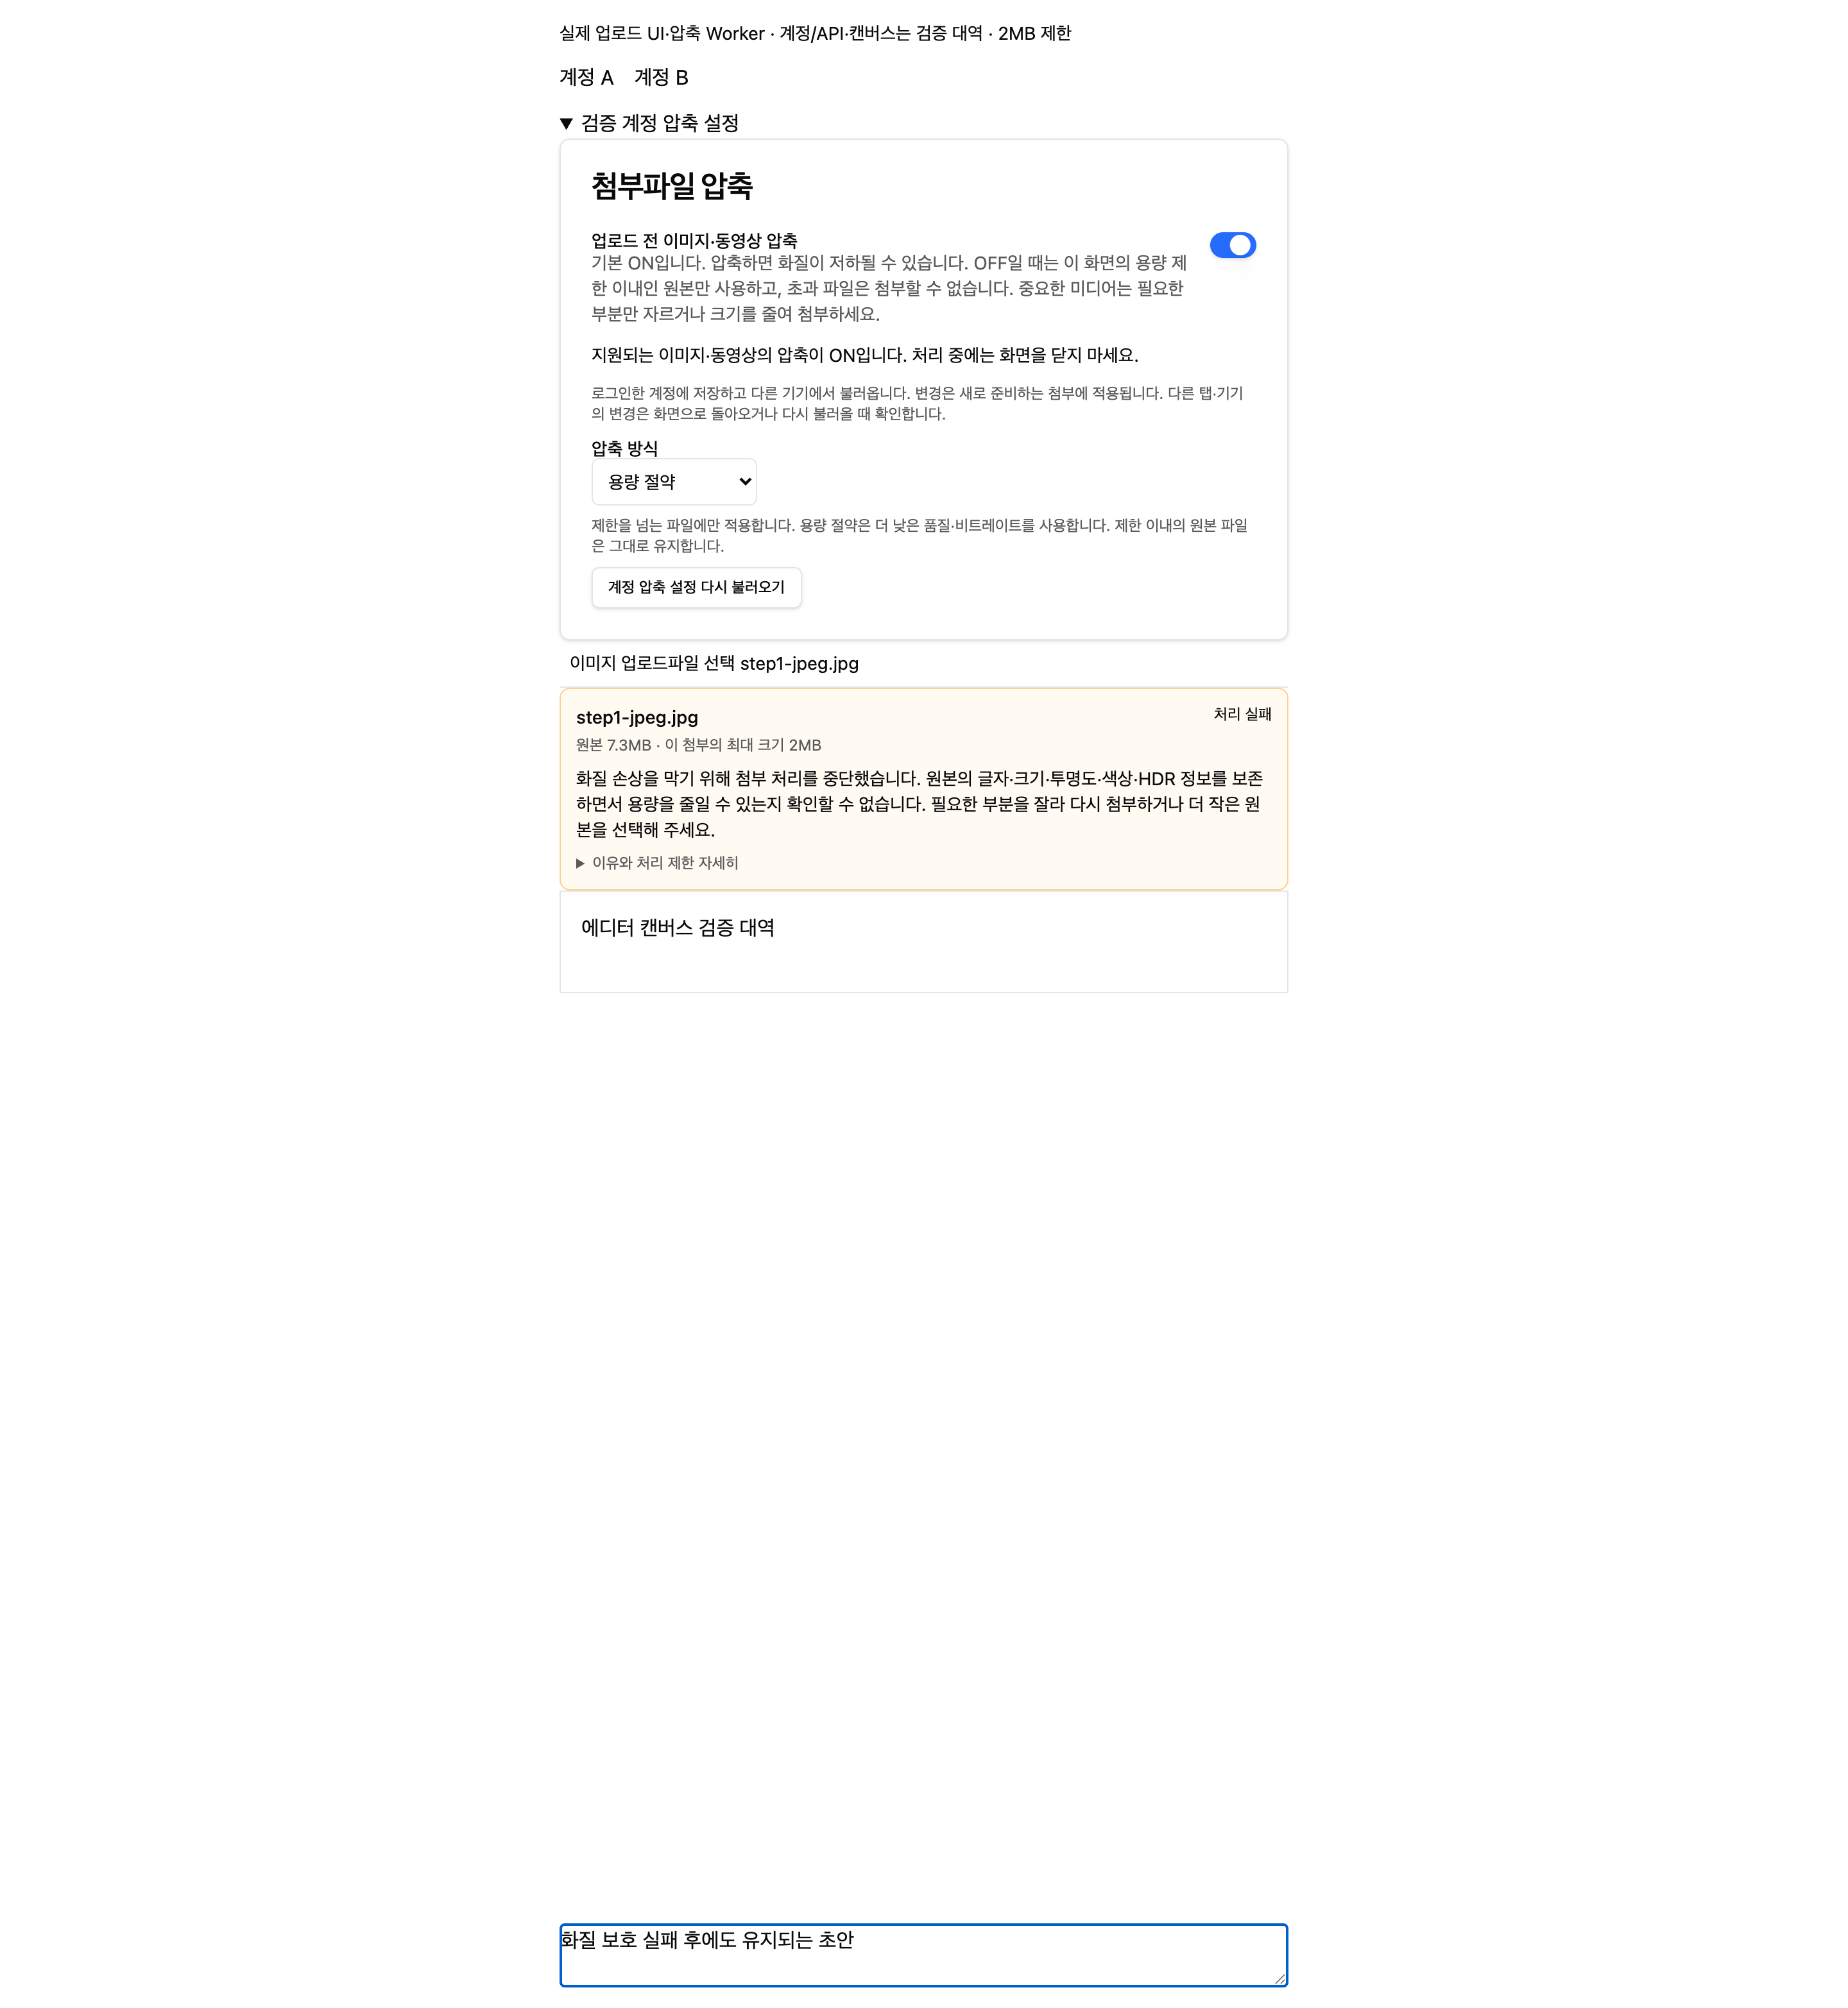 실제 업로드 UI·압축 Worker · 계정/API·캔버스는 검증 대역 · 2MB 제한
계정 A 계정 B
▼ 검증 계정 압축 설정
첨부파일 압축
업로드 전 이미지·동영상 압축
기본 ON입니다. 압축하면 화질이 저하될 수 있습니다. OFF일 때는 이 화면의 용량 제
한 이내인 원본만 사용하고, 초과 파일은 첨부할 수 없습니다. 중요한 미디어는 필요한
부분만 자르거나 크기를 줄여 첨부하세요.
지원되는 이미지·동영상의 압축이 ON입니다. 처리 중에는 화면을 닫지 마세요.
로그인한 계정에 저장하고 다른 기기에서 불러옵니다. 변경은 새로 준비하는 첨부에 적용됩니다. 다른 탭·기기
의 변경은 화면으로 돌아오거나 다시 불러올 때 확인합니다.
압축 방식
용량 절약
제한을 넘는 파일에만 적용합니다. 용량 절약은 더 낮은 품질·비트레이트를 사용합니다. 제한 이내의 원본 파일
은 그대로 유지합니다.
계정 압축 설정 다시 불러오기
이미지 업로드파일 선택 step1-jpeg.jpg
step1-jpeg.jpg 처리 실패
원본 7.3MB · 이 첨부의 최대 크기 2MB
화질 손상을 막기 위해 첨부 처리를 중단했습니다. 원본의 글자·크기·투명도·색상·HDR 정보를 보존
하면서 용량을 줄일 수 있는지 확인할 수 없습니다. 필요한 부분을 잘라 다시 첨부하거나 더 작은 원
본을 선택해 주세요.
▶ 이유와 처리 제한 자세히
에디터 캔버스 검증 대역
화질 보호 실패 후에도 유지되는 초안